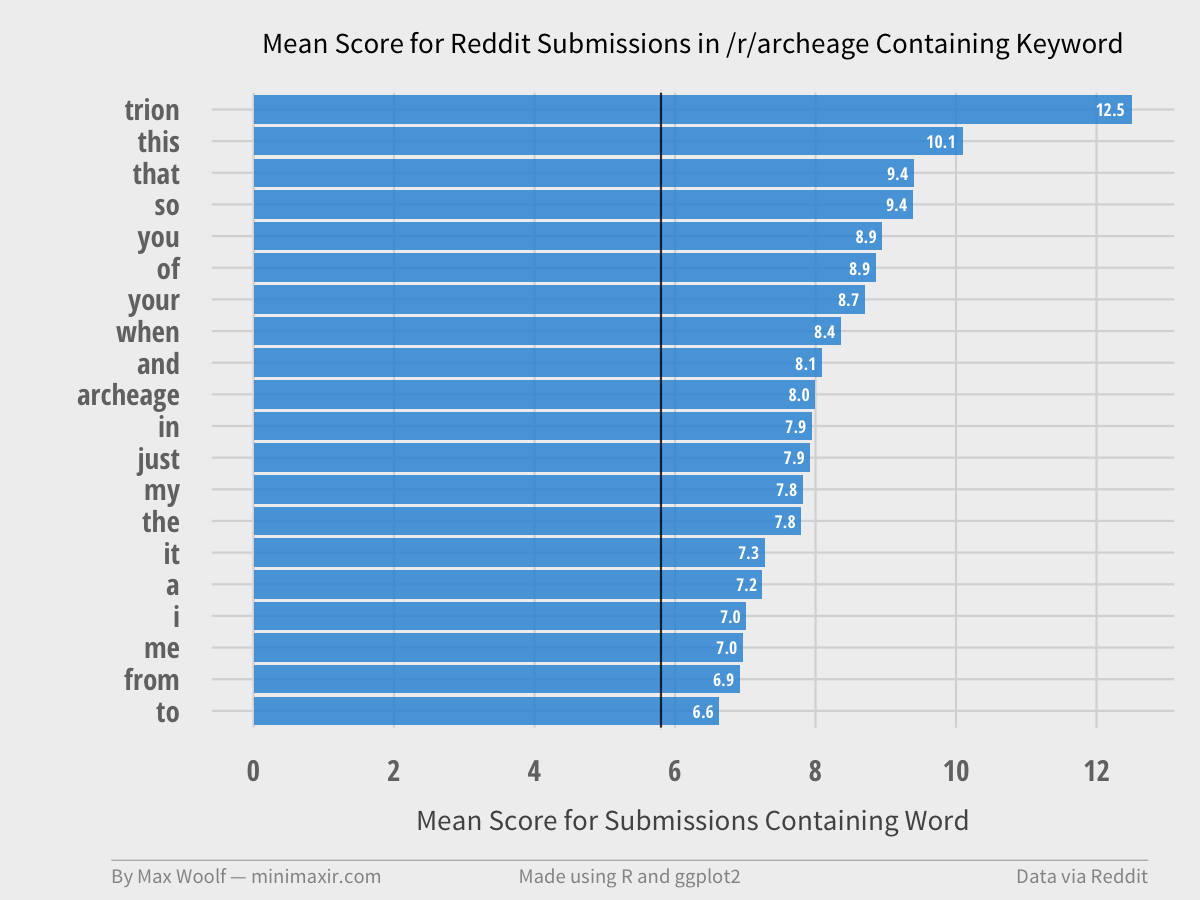 Mean Score for Reddit Submissions in /r/archeage Containing Keyword
trion 12.5
this 10.1
that 9.4
so 9.4
you 8.9
of 8.9
your 8.7
when 8.4
and 8.1
archeage 8.0
in 7.9
just 7.9
my 7.8
the 7.8
it 7.3
a 7.2
i 7.0
me 7.0
from 6.9
to 6.6
0 2 4 6 8 10 12
Mean Score for Submissions Containing Word
By Max Woolf — minimaxir.com Made using R and ggplot2 Data via Reddit